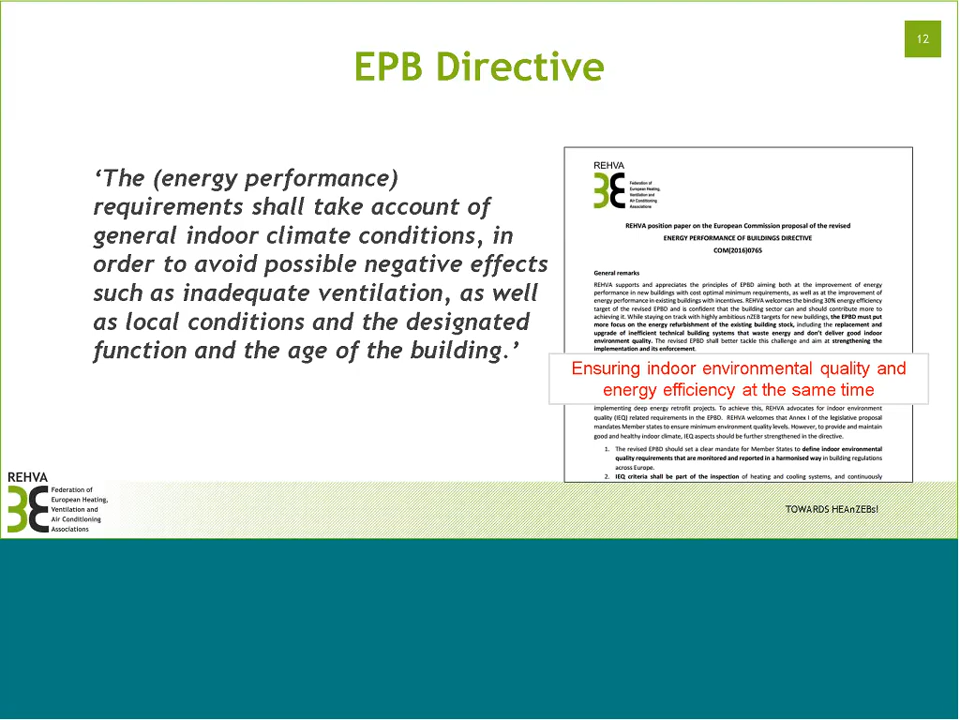 12
EPB Directive
‘The (energy performance)
requirements shall take account of
general indoor climate conditions, in
order to avoid possible negative effects
such as inadequate ventilation, as well
as local conditions and the designated
function and the age of the building.’
REHVA
Federation of
European Heating,
Ventilation and
Air Conditioning
Associations
REHVA position paper on the European Commission proposal of the revised
ENERGY PERFORMANCE OF BUILDINGS DIRECTIVE
COM(2016)0765
General remarks
REHVA supports and appreciates the principles of EPBD aiming both at the improvement of energy
performance in new buildings with cost optimal minimum requirements, as well as at the improvement of
energy performance in existing buildings with incentives. REHVA welcomes the binding 30% energy efficiency
target of the revised EPBD and is confident that the building sector can and should contribute more to
achieving it. While staying on track with highly ambitious nZEB targets for new buildings, the EPBD must put
more focus on the energy refurbishment of the existing building stock, including the replacement and
upgrade of inefficient technical building systems that waste energy and don't deliver good indoor
environment quality. The revised EPBD shall better tackle this challenge and aim at strengthening the
implementation and its enforcement.
Ensuring indoor environmental quality and
energy efficiency at the same time
implementing deep energy retrofit projects. To achieve this, REHVA advocates for indoor environment
quality (IEQ) related requirements in the EPBD. REHVA welcomes that Annex I of the legislative proposal
mandates Member states to ensure minimum environment quality levels. However, to provide and maintain
good and healthy indoor climate, IEQ aspects should be further strengthened in the directive.
1. The revised EPBD should set a clear mandate for Member States to define indoor environmental
quality requirements that are monitored and reported in a harmonised way in building regulations
across Europe.
2. IEQ criteria shall be part of the inspection of heating and cooling systems, and continuously
REHVA
Federation of
European Heating,
Ventilation and
Air Conditioning
Associations
TOWARDS HEAnZEBs!